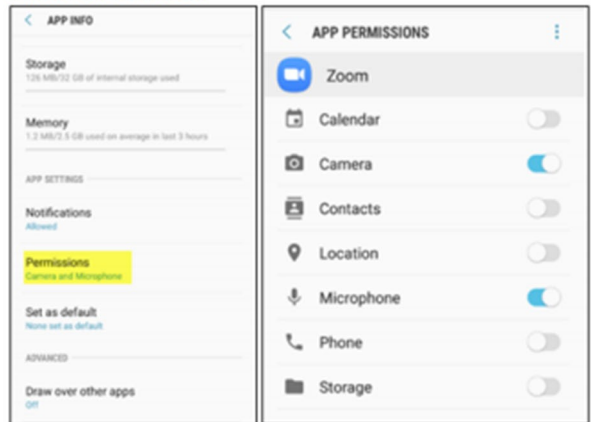 APP INFO
Storage
126 MB/32 GB of internal storage used
Memory
1.2 MB/2.5 GB used on average in last 3 hours
APP SETTINGS
Notifications
Allowed
Permissions
Camera and Microphone
Set as default
None set as default
ADVANCED
Draw over other apps
Off
APP PERMISSIONS
Zoom
Calendar
Camera
Contacts
Location
Microphone
Phone
Storage